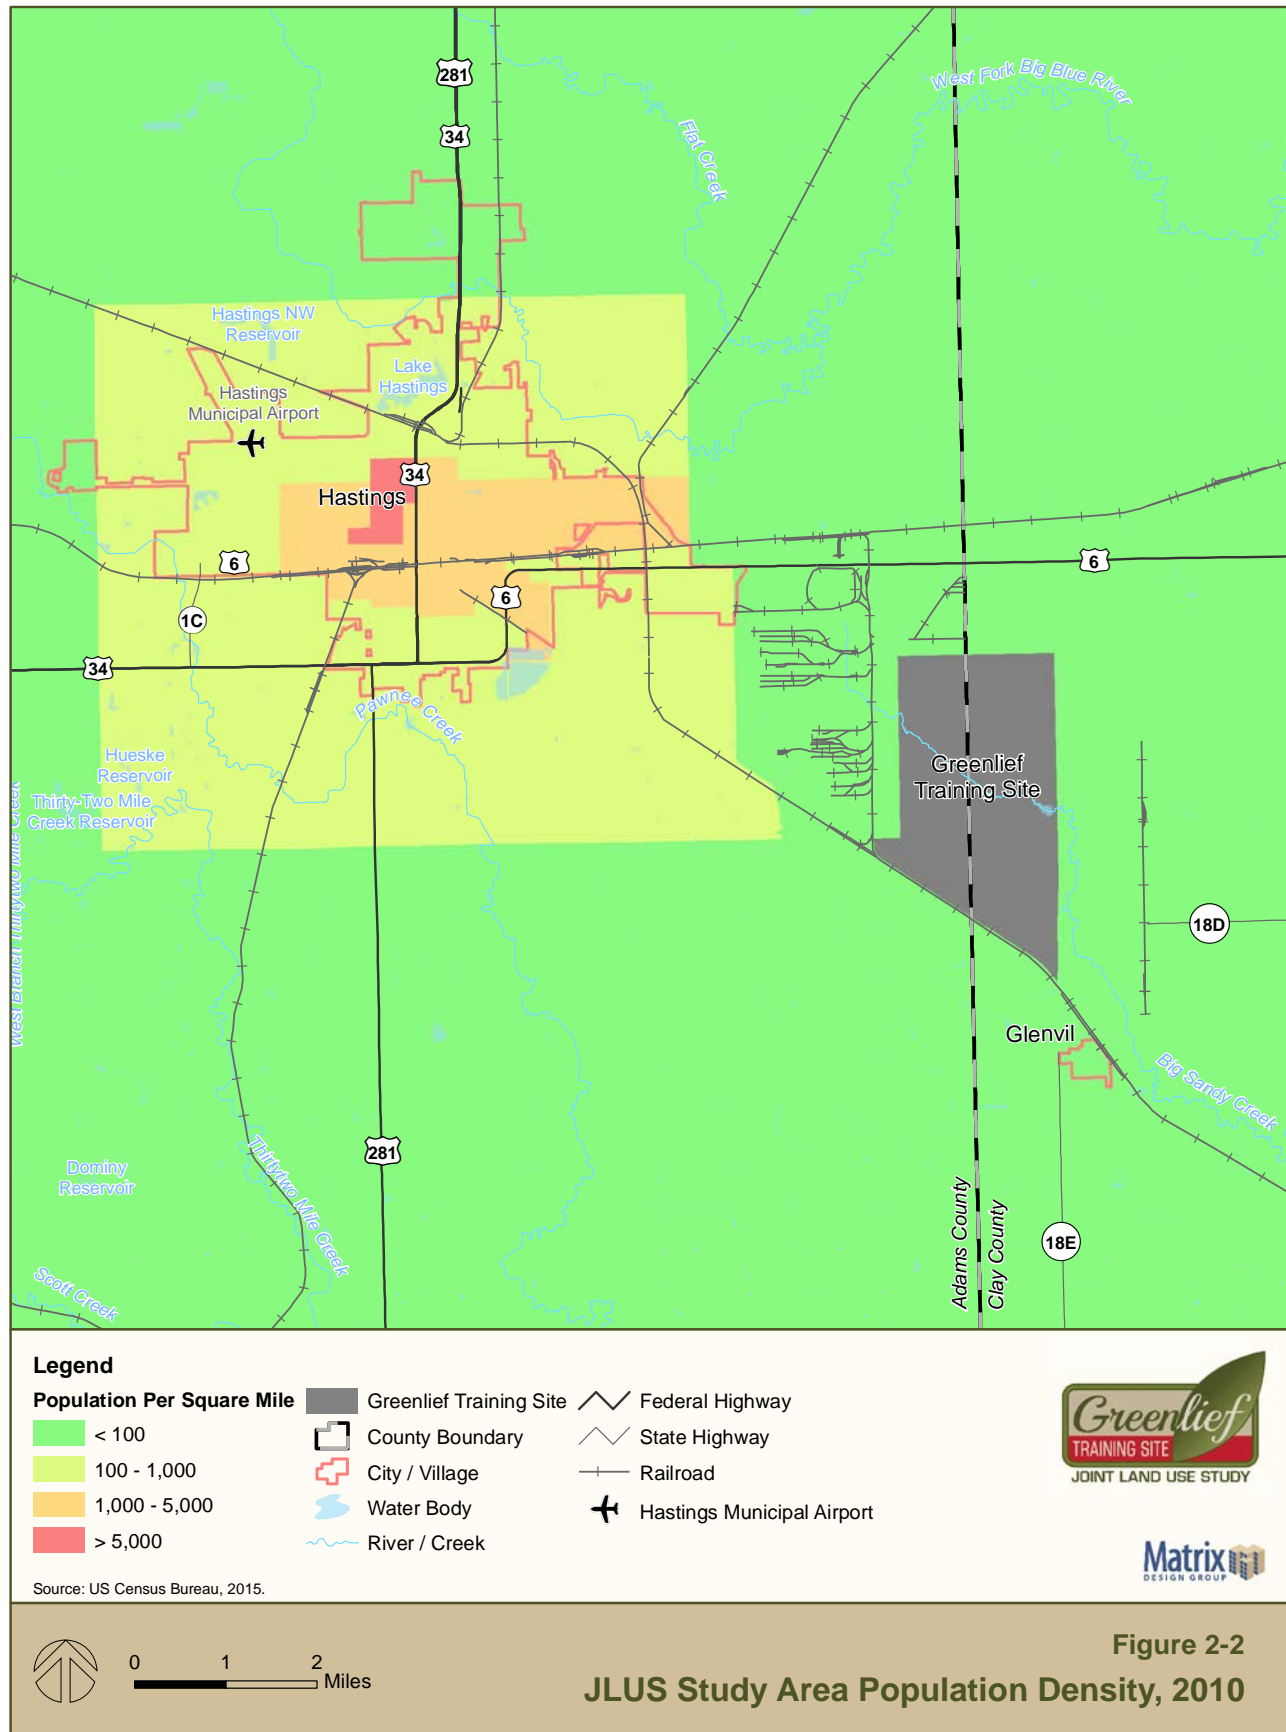 281
34
West Fork Big Blue River
Flat Creek
Hastings NW
Reservoir
Lake
Hastings
Hastings
Municipal Airport
34
Hastings
6
6
6
1C
34
Pawnee Creek
Hueske
Reservoir
Thirty-Two Mile
Creek Reservoir
West Branch Thirtytwo Mile Creek
Greenlief
Training Site
18D
Glenvil
Big Sandy Creek
281
Thirtytwo Mile Creek
Dominy
Reservoir
Scott Creek
Adams County
Clay County
18E
Legend
Population Per Square Mile
< 100
100 - 1,000
1,000 - 5,000
> 5,000
Greenlief Training Site
County Boundary
City / Village
Water Body
River / Creek
Federal Highway
State Highway
Railroad
Hastings Municipal Airport
Greenlief
TRAINING SITE
JOINT LAND USE STUDY
Matrix
DESIGN GROUP
Source: US Census Bureau, 2015.
0 1 2
Miles
Figure 2-2
JLUS Study Area Population Density, 2010